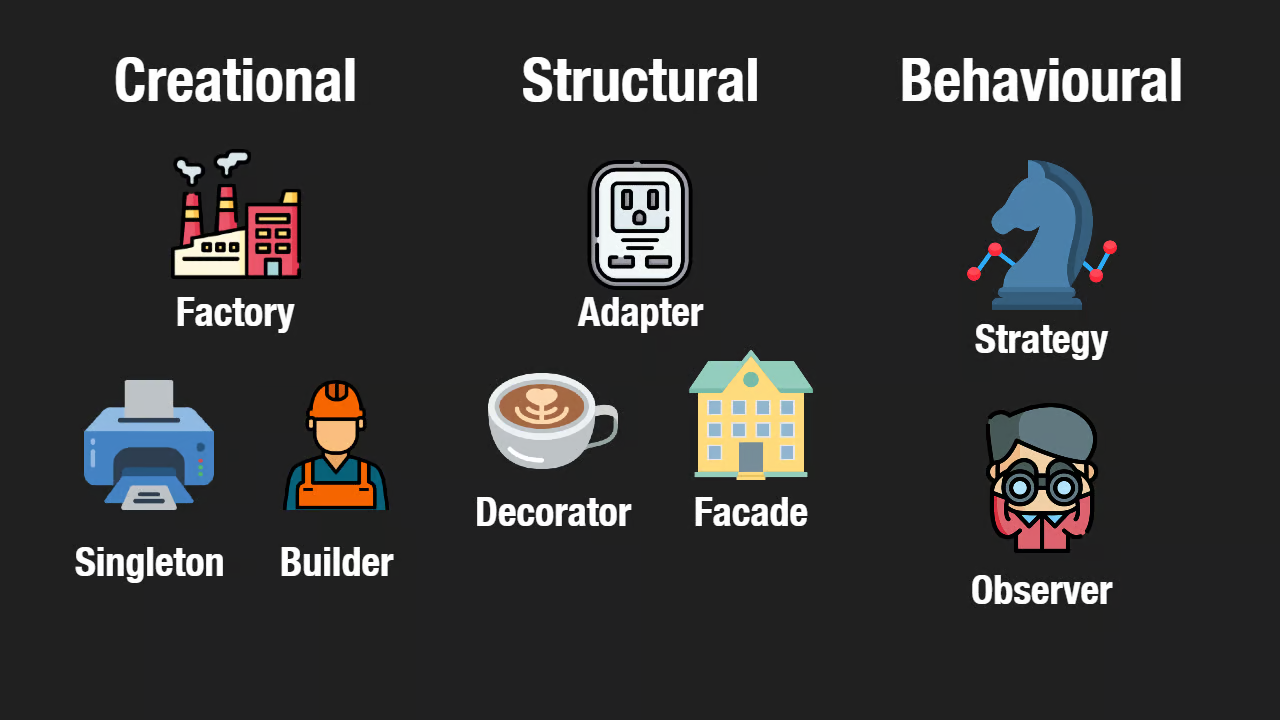 Creational
Structural
Behavioural
Factory
Adapter
Strategy
Decorator
Facade
Singleton
Builder
Observer